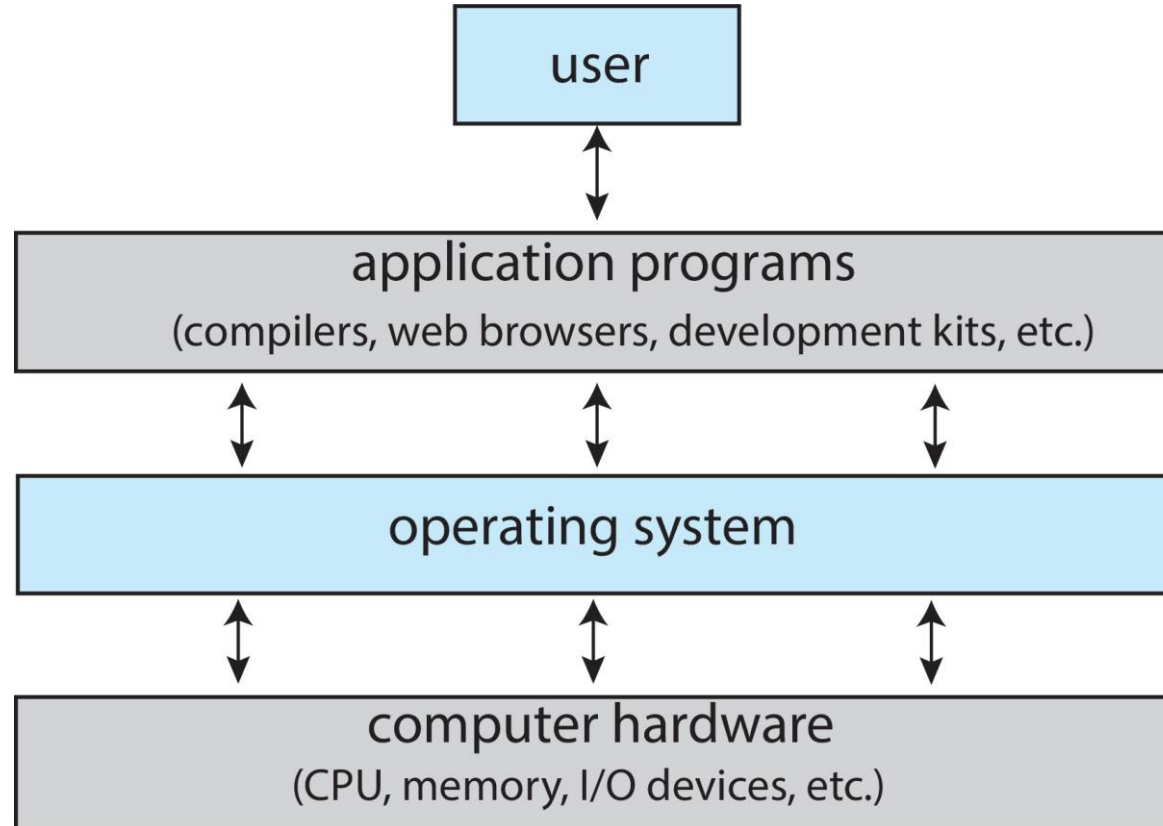 user
application programs
(compilers, web browsers, development kits, etc.)
operating system
computer hardware
(CPU, memory, I/O devices, etc.)